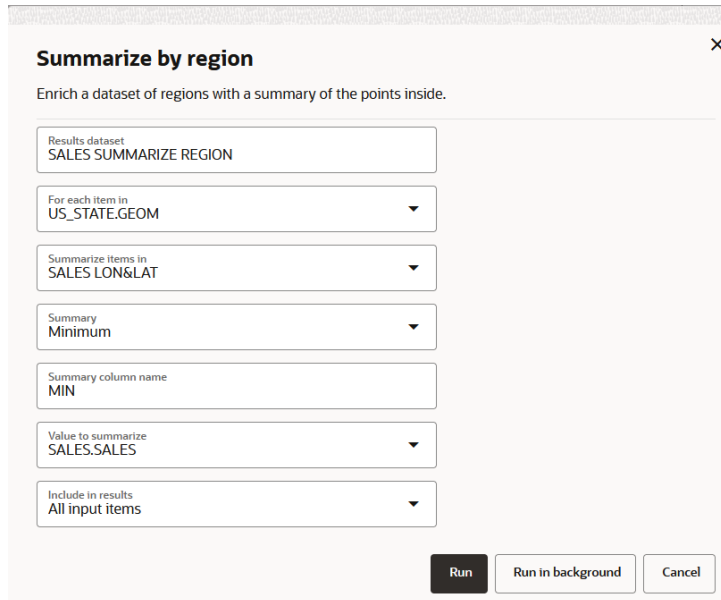 Summarize by region
Enrich a dataset of regions with a summary of the points inside.
Results dataset
SALES SUMMARIZE REGION
For each item in
US_STATE.GEOM
Summarize items in
SALES LON&LAT
Summary
Minimum
Summary column name
MIN
Value to summarize
SALES.SALES
Include in results
All input items
Run
Run in background
Cancel